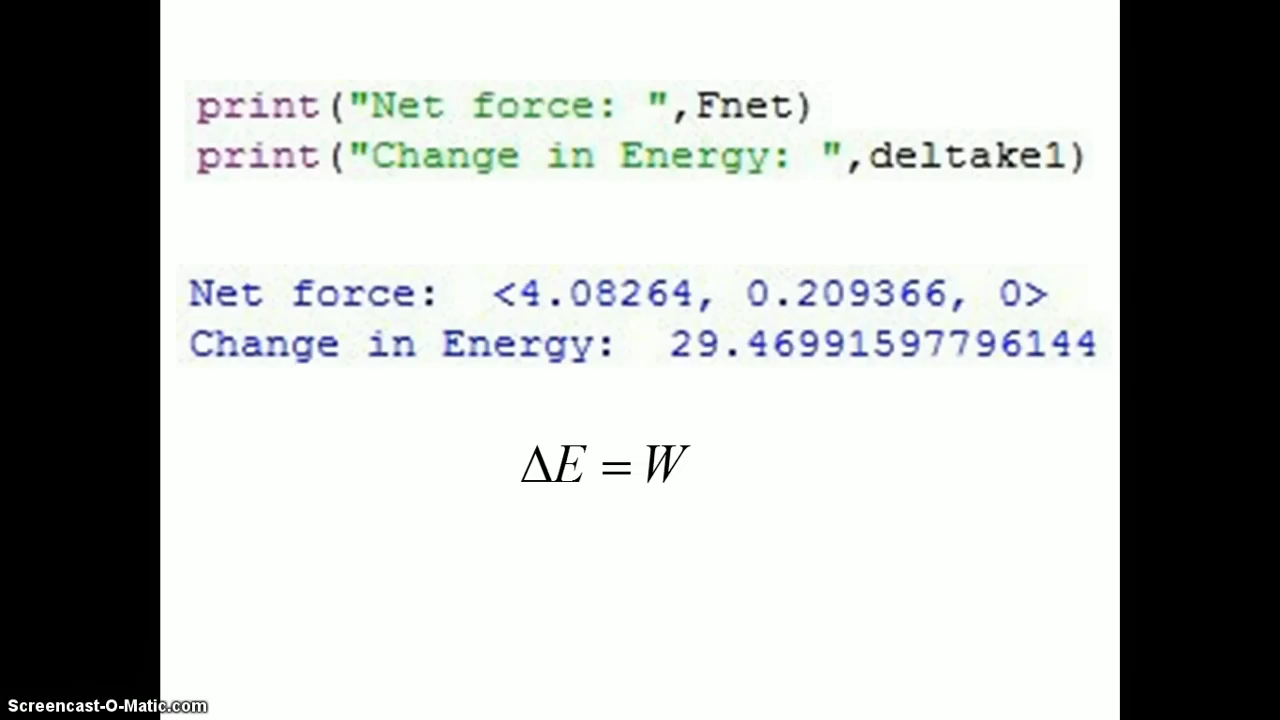 print("Net force: ",Fnet)
print("Change in Energy: ",deltake1)
Net force:  <4.08264, 0.209366, 0>
Change in Energy:  29.46991597796144
ΔE = W
Screencast-O-Matic.com